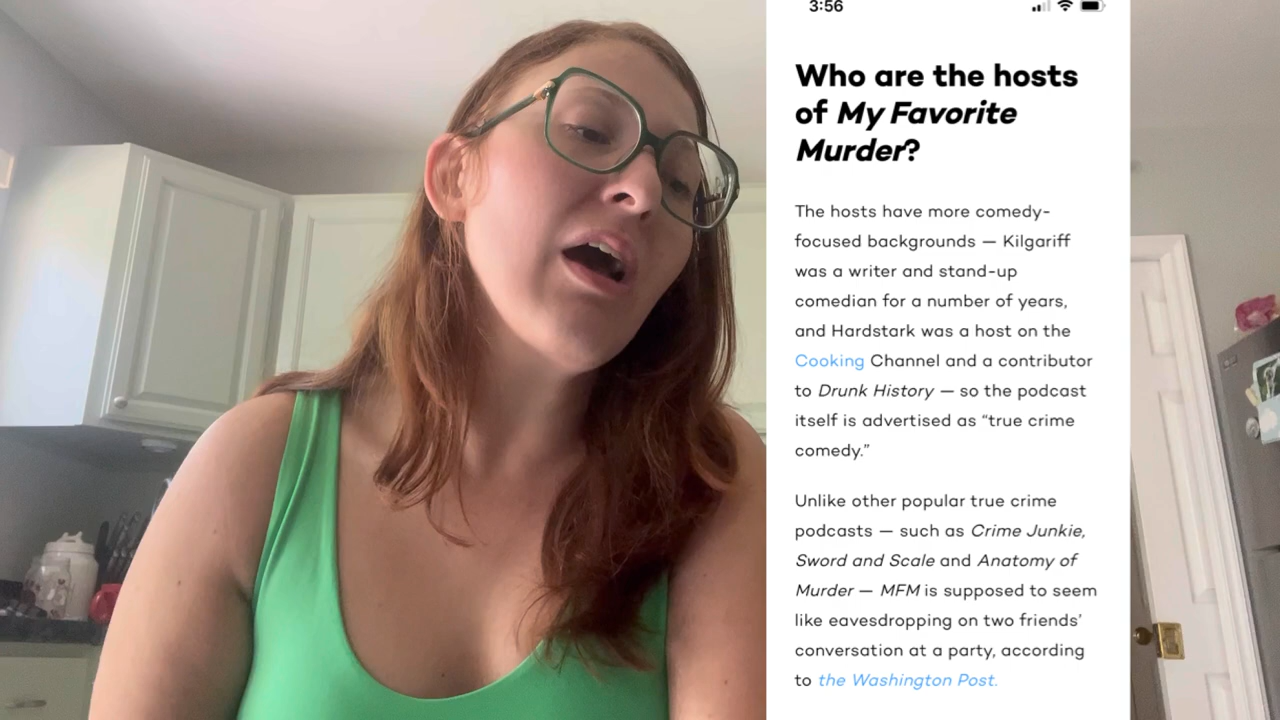 3:56
Who are the hosts
of My Favorite
Murder?
The hosts have more comedy-
focused backgrounds — Kilgariff
was a writer and stand-up
comedian for a number of years,
and Hardstark was a host on the
Cooking Channel and a contributor
to Drunk History — so the podcast
itself is advertised as “true crime
comedy.”
Unlike other popular true crime
podcasts — such as Crime Junkie,
Sword and Scale and Anatomy of
Murder — MFM is supposed to seem
like eavesdropping on two friends’
conversation at a party, according
to the Washington Post.